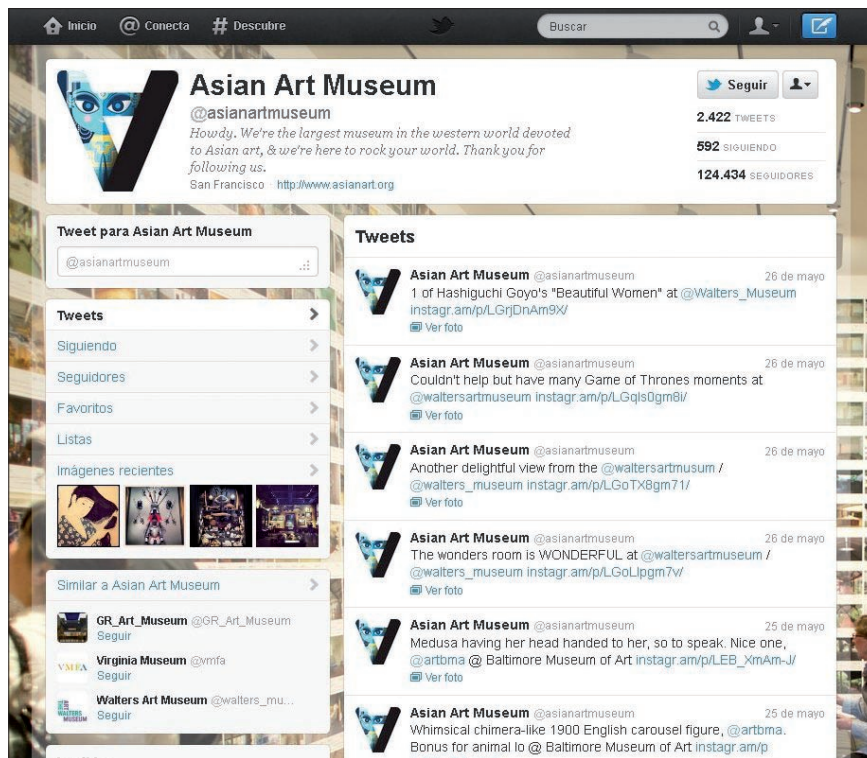 Inicio
Conecta
Descubre
Buscar
Asian Art Museum
@asianartmuseum
Howdy. We're the largest museum in the western world devoted
to Asian art, & we're here to rock your world. Thank you for
following us.
San Francisco · http://www.asianart.org
Seguir
2.422 TWEETS
592 SIGUIENDO
124.434 SEGUIDORES
Tweet para Asian Art Museum
@asianartmuseum
Tweets
Siguiendo
Seguidores
Favoritos
Listas
Imágenes recientes
Similar a Asian Art Museum
GR_Art_Museum @GR_Art_Museum
Seguir
VMFA
Virginia Museum @vmfa
Seguir
WALTERS
MUSEUM
Walters Art Museum @walters_mu...
Seguir
Tweets
Asian Art Museum @asianartmuseum 26 de mayo
1 of Hashiguchi Goyo's "Beautiful Women" at @Walters_Museum
instagr.am/p/LGrjDnAm9X/
Ver foto
Asian Art Museum @asianartmuseum 26 de mayo
Couldn't help but have many Game of Thrones moments at
@waltersartmuseum instagr.am/p/LGqls0gm8i/
Ver foto
Asian Art Museum @asianartmuseum 26 de mayo
Another delightful view from the @waltersartmusum /
@walters_museum instagr.am/p/LGoTX8gm71/
Ver foto
Asian Art Museum @asianartmuseum 26 de mayo
The wonders room is WONDERFUL at @waltersartmuseum /
@walters_museum instagr.am/p/LGoLlpgm7v/
Ver foto
Asian Art Museum @asianartmuseum 25 de mayo
Medusa having her head handed to her, so to speak. Nice one,
@artbma @ Baltimore Museum of Art instagr.am/p/LEB_XmAm-J/
Ver foto
Asian Art Museum @asianartmuseum 25 de mayo
Whimsical chimera-like 1900 English carousel figure, @artbma.
Bonus for animal lo @ Baltimore Museum of Art instagr.am/p